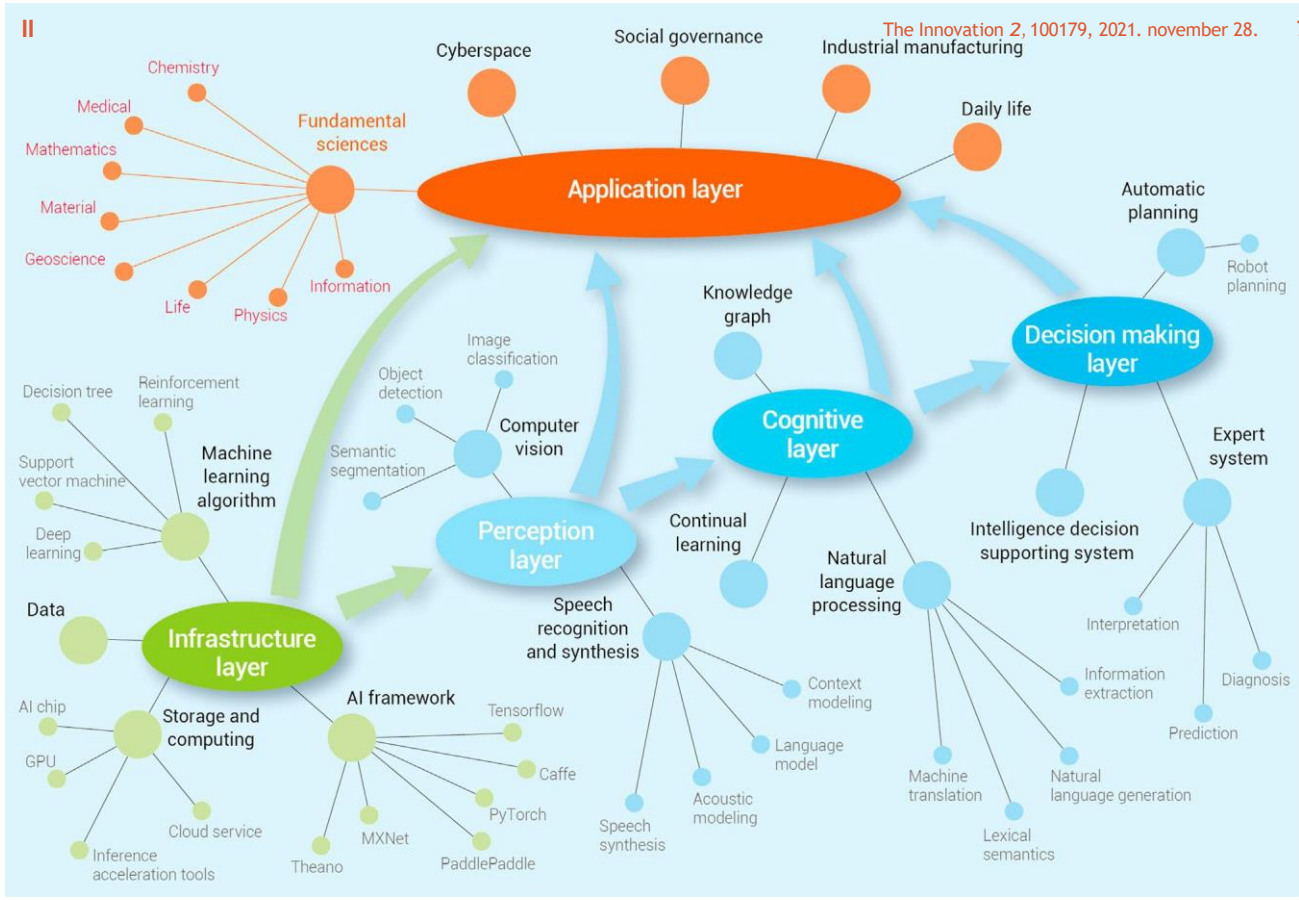 II
The Innovation 2, 100179, 2021. november 28.
Cyberspace
Social governance
Industrial manufacturing
Daily life
Chemistry
Medical
Mathematics
Material
Geoscience
Life
Physics
Information
Fundamental
sciences
Application layer
Automatic
planning
Robot
planning
Knowledge
graph
Decision making
layer
Image
classification
Object
detection
Semantic
segmentation
Computer
vision
Decision tree
Reinforcement
learning
Support
vector machine
Deep
learning
Machine
learning
algorithm
Cognitive
layer
Expert
system
Perception
layer
Continual
learning
Natural
language
processing
Intelligence decision
supporting system
Data
Infrastructure
layer
Speech
recognition
and synthesis
Interpretation
Prediction
Diagnosis
AI chip
GPU
Storage and
computing
Inference
acceleration tools
Cloud service
AI framework
Tensorflow
Caffe
PyTorch
PaddlePaddle
MXNet
Theano
Context
modeling
Language
model
Acoustic
modeling
Speech
synthesis
Information
extraction
Natural
language generation
Machine
translation
Lexical
semantics